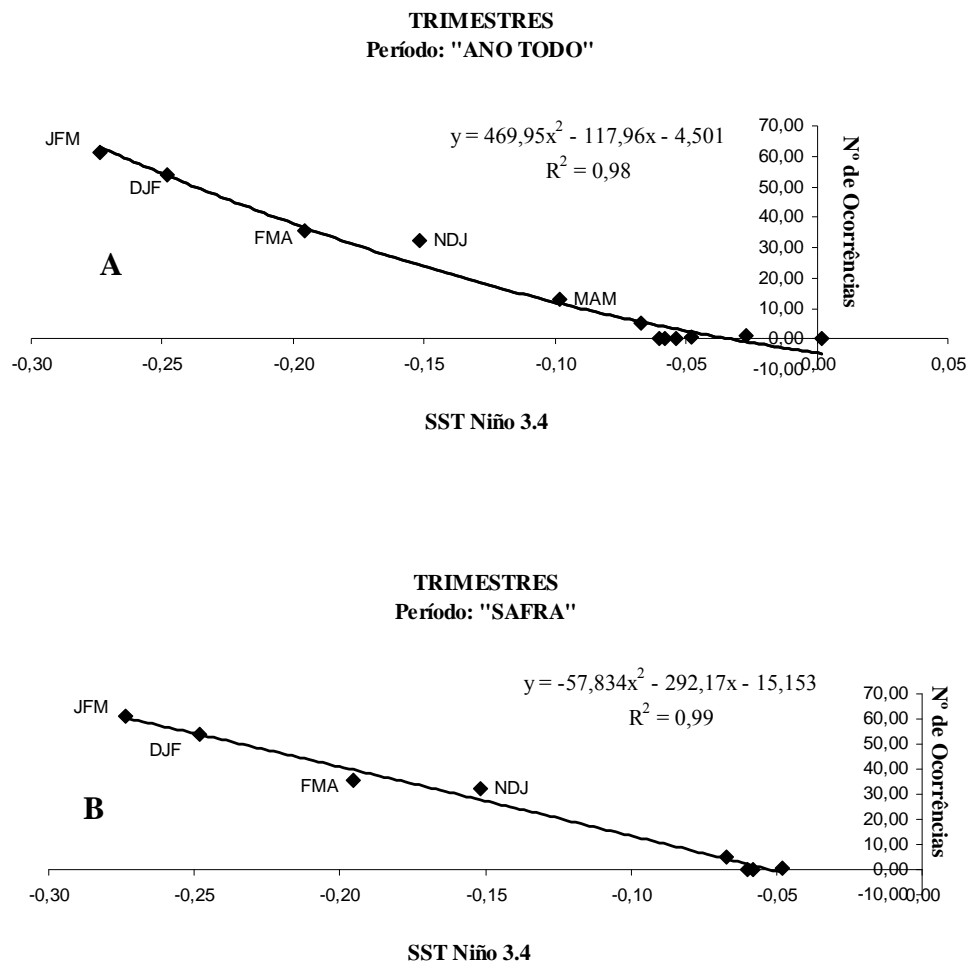 TRIMESTRES
Período: "ANO TODO"
y = 469,95x² - 117,96x - 4,501
R² = 0,98
JFM
DJF
FMA
NDJ
MAM
A
70,00
60,00
50,00
40,00
30,00
20,00
10,00
0,00
-10,00
Nº de Ocorrências
-0,30
-0,25
-0,20
-0,15
-0,10
-0,05
0,00
0,05
SST Niño 3.4
TRIMESTRES
Período: "SAFRA"
y = -57,834x² - 292,17x - 15,153
R² = 0,99
JFM
DJF
FMA
NDJ
B
70,00
60,00
50,00
40,00
30,00
20,00
10,00
0,00
-10,00
Nº de Ocorrências
-0,30
-0,25
-0,20
-0,15
-0,10
-0,05
0,00
SST Niño 3.4